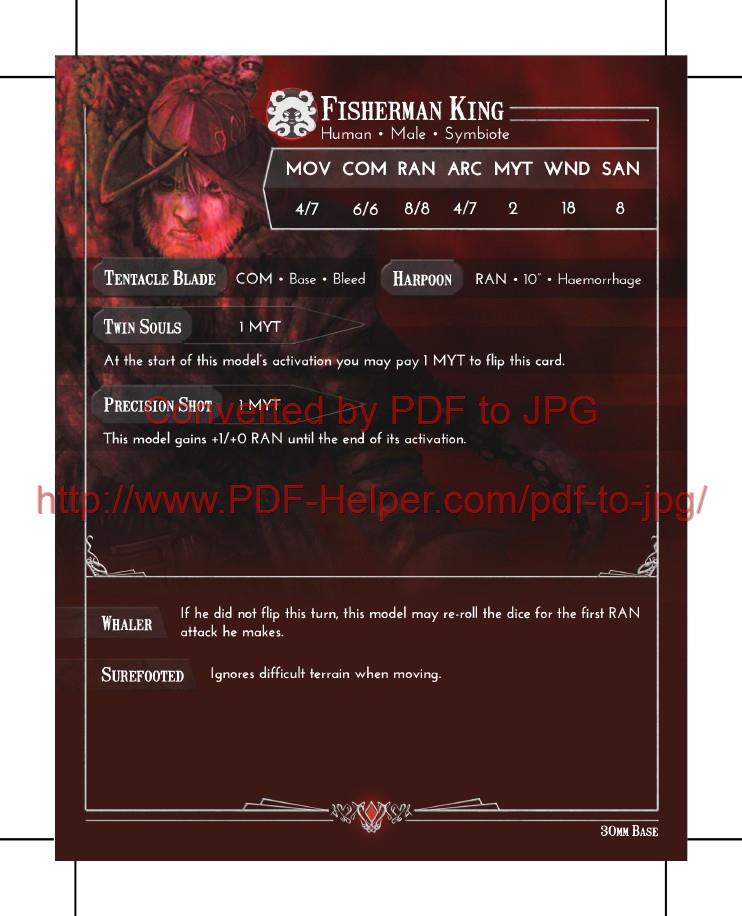 Fisherman King
Human • Male • Symbiote
MOV COM RAN ARC MYT WND SAN
4/7 6/6 8/8 4/7 2 18 8
Tentacle Blade COM • Base • Bleed Harpoon RAN • 10" • Haemorrhage
Twin Souls 1 MYT
At the start of this model's activation you may pay 1 MYT to flip this card.
Precision Shot 1 MYT
Converted by PDF to JPG
This model gains +1/+0 RAN until the end of its activation.
http://www.PDF-Helper.com/pdf-to-jpg/
Whaler If he did not flip this turn, this model may re-roll the dice for the first RAN
attack he makes.
Surefooted Ignores difficult terrain when moving.
30mm Base